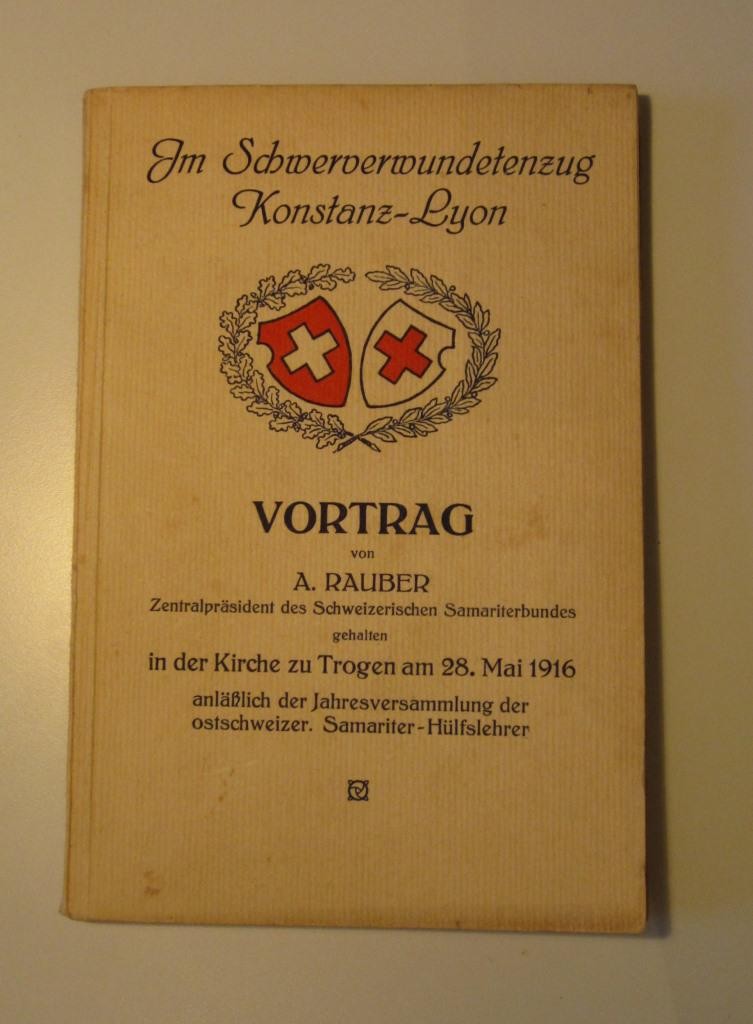 Im Schwerverwundetenzug
Konstanz-Lyon
VORTRAG
von
A. RAUBER
Zentralpräsident des Schweizerischen Samariterbundes
gehalten
in der Kirche zu Trogen am 28. Mai 1916
anläßlich der Jahresversammlung der
ostschweizer. Samariter-Hülfslehrer